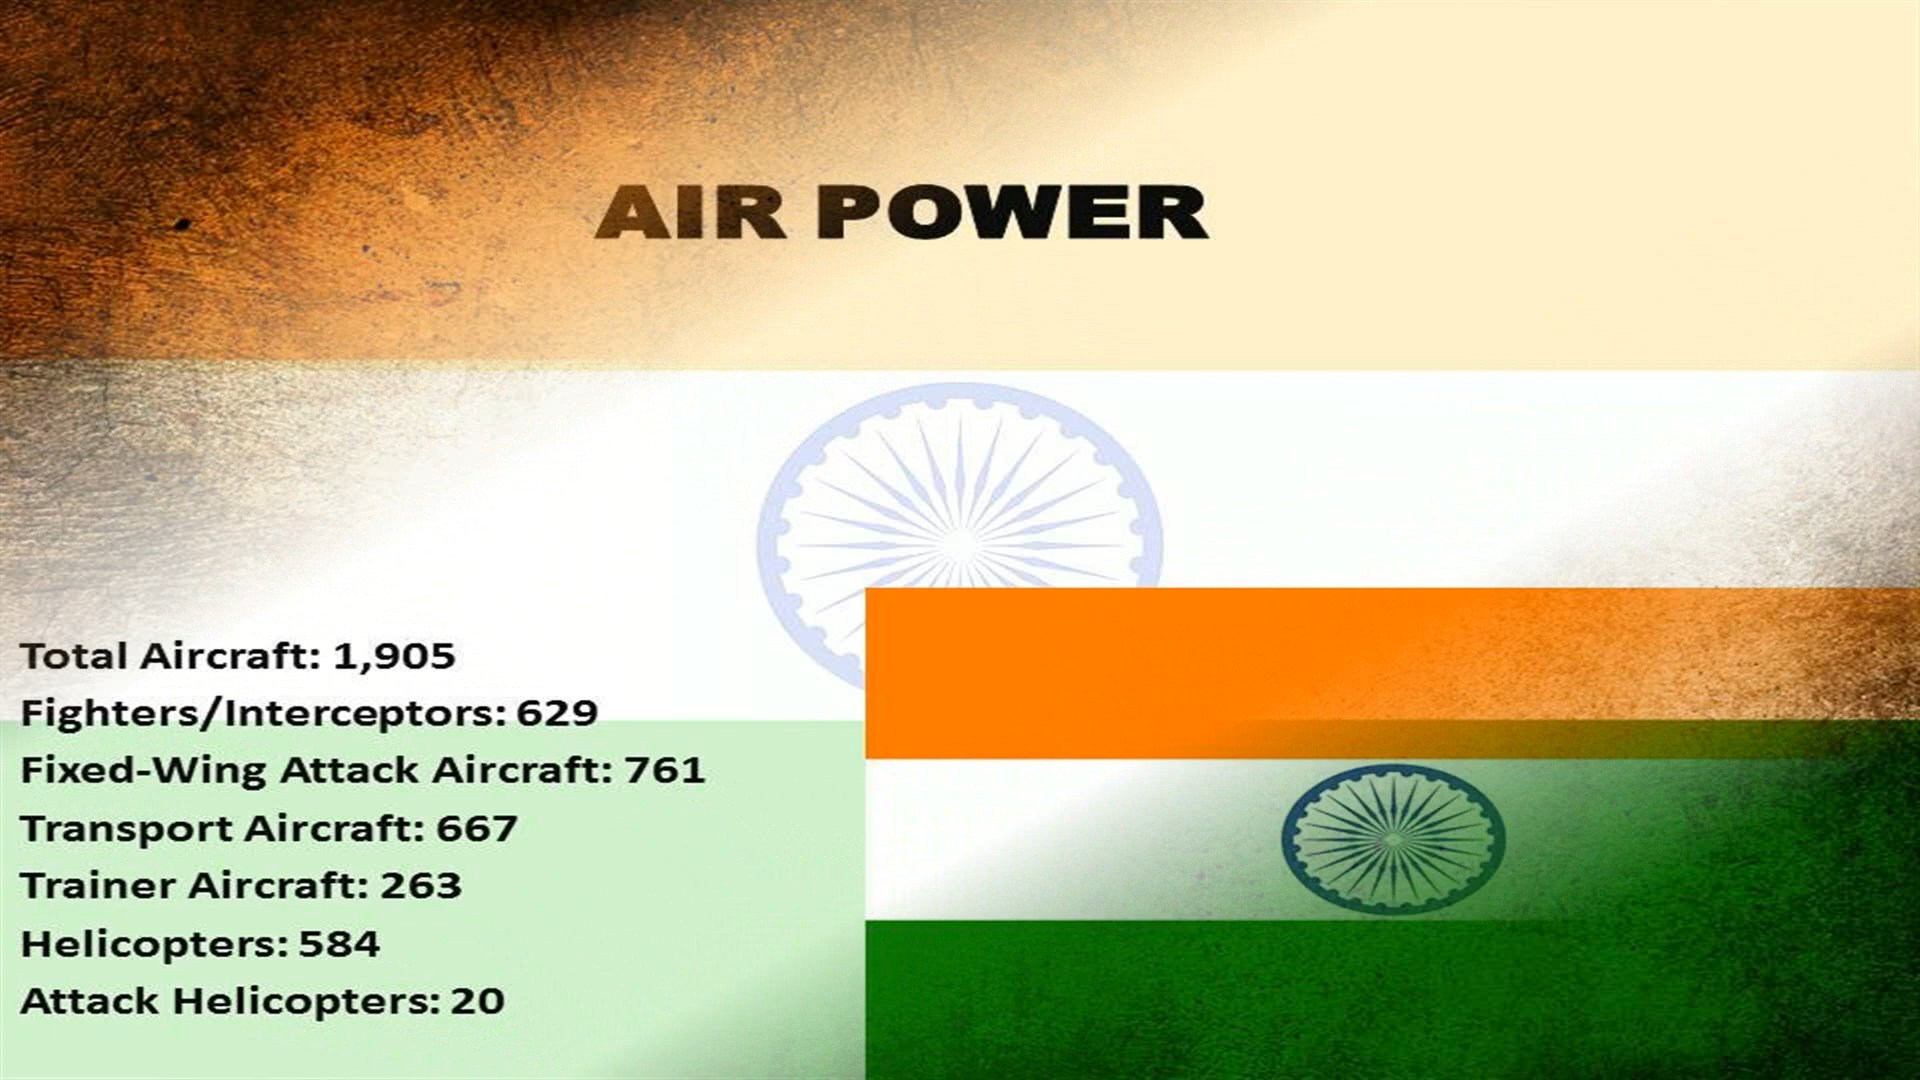 AIR POWER
Total Aircraft: 1,905
Fighters/Interceptors: 629
Fixed-Wing Attack Aircraft: 761
Transport Aircraft: 667
Trainer Aircraft: 263
Helicopters: 584
Attack Helicopters: 20